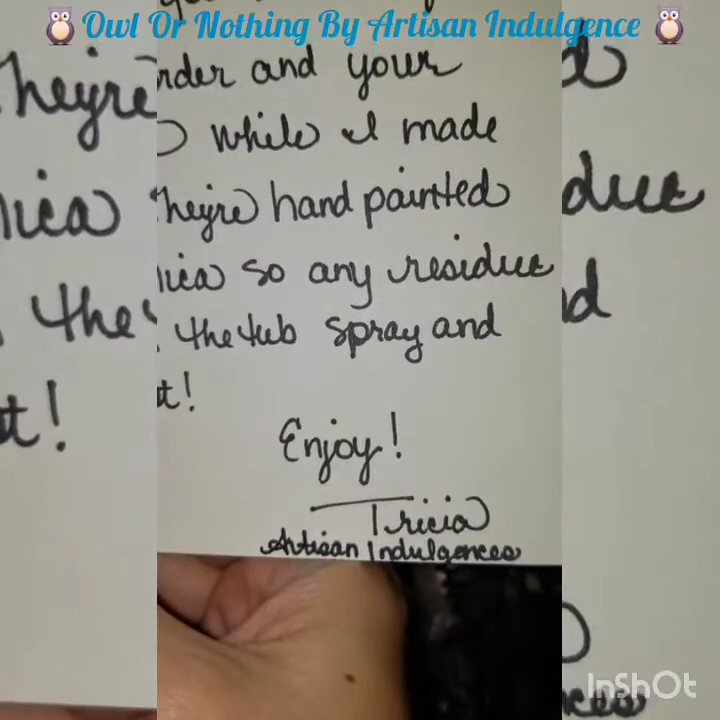 🦉Owl Or Nothing By Artisan Indulgence 🦉
rder and your
while I made
They're hand painted
ica so any residue
the tub spray and
t!
Enjoy!
Tricia
Artisan Indulgences
InShOt